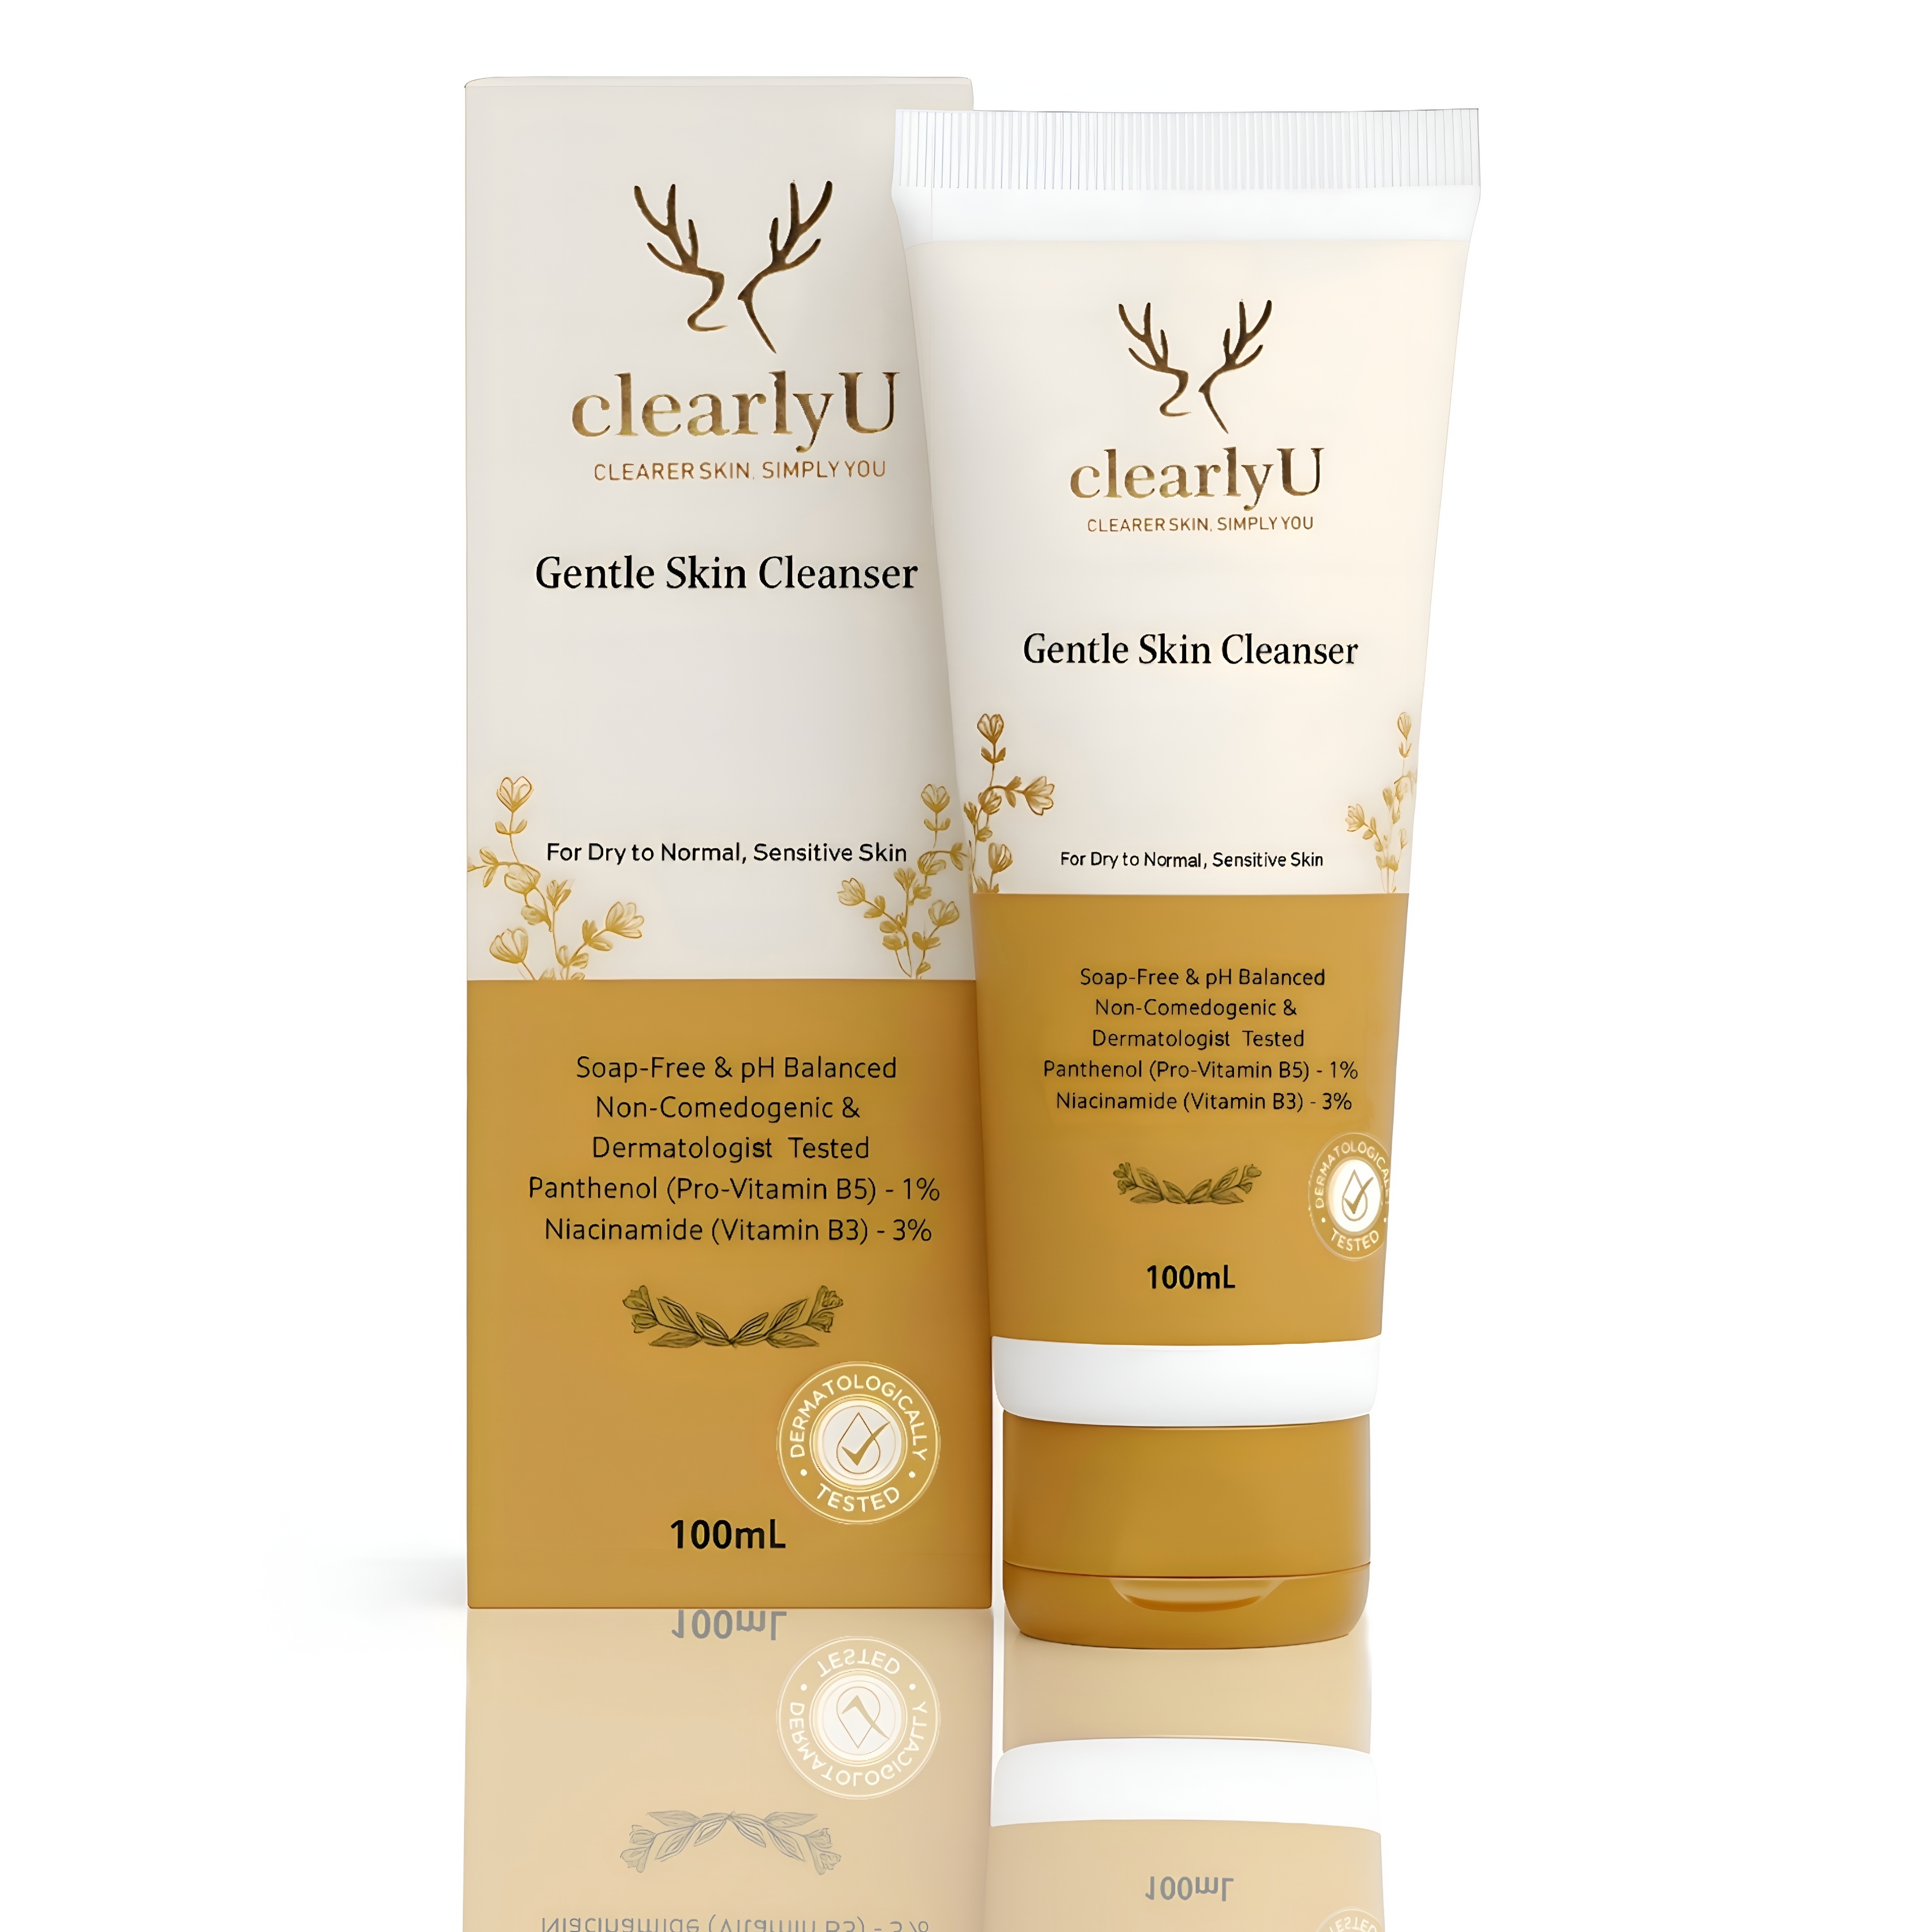 clearlyU
CLEARER SKIN, SIMPLY YOU
Gentle Skin Cleanser
For Dry to Normal, Sensitive Skin
Soap-Free & pH Balanced
Non-Comedogenic &
Dermatologist Tested
Panthenol (Pro-Vitamin B5) - 1%
Niacinamide (Vitamin B3) - 3%
DERMATOLOGICALLY
TESTED
100mL
clearlyU
CLEARER SKIN, SIMPLY YOU
Gentle Skin Cleanser
For Dry to Normal, Sensitive Skin
Soap-Free & pH Balanced
Non-Comedogenic &
Dermatologist Tested
Panthenol (Pro-Vitamin B5) - 1%
Niacinamide (Vitamin B3) - 3%
DERMATOLOGICALLY
TESTED
100mL